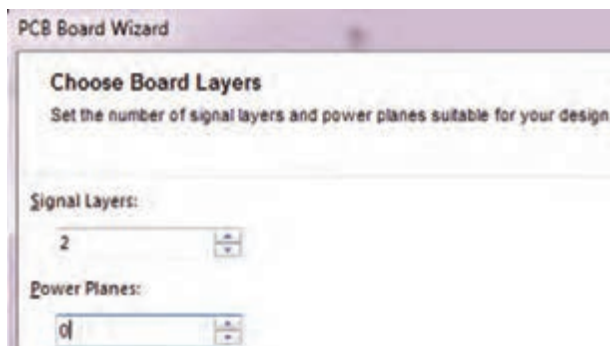 PCB Board Wizard
Choose Board Layers
Set the number of signal layers and power planes suitable for your design
Signal Layers:
2
Power Planes:
0